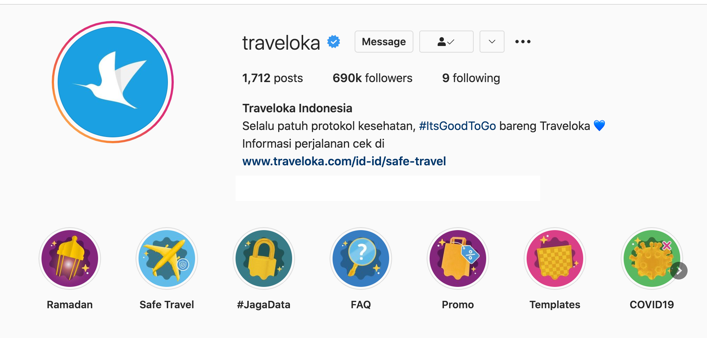 traveloka Message
1,712 posts 690k followers 9 following
Traveloka Indonesia
Selalu patuh protokol kesehatan, #ItsGoodToGo bareng Traveloka 💙
Informasi perjalanan cek di
www.traveloka.com/id-id/safe-travel
?
%
Ramadan Safe Travel #JagaData FAQ Promo Templates COVID19